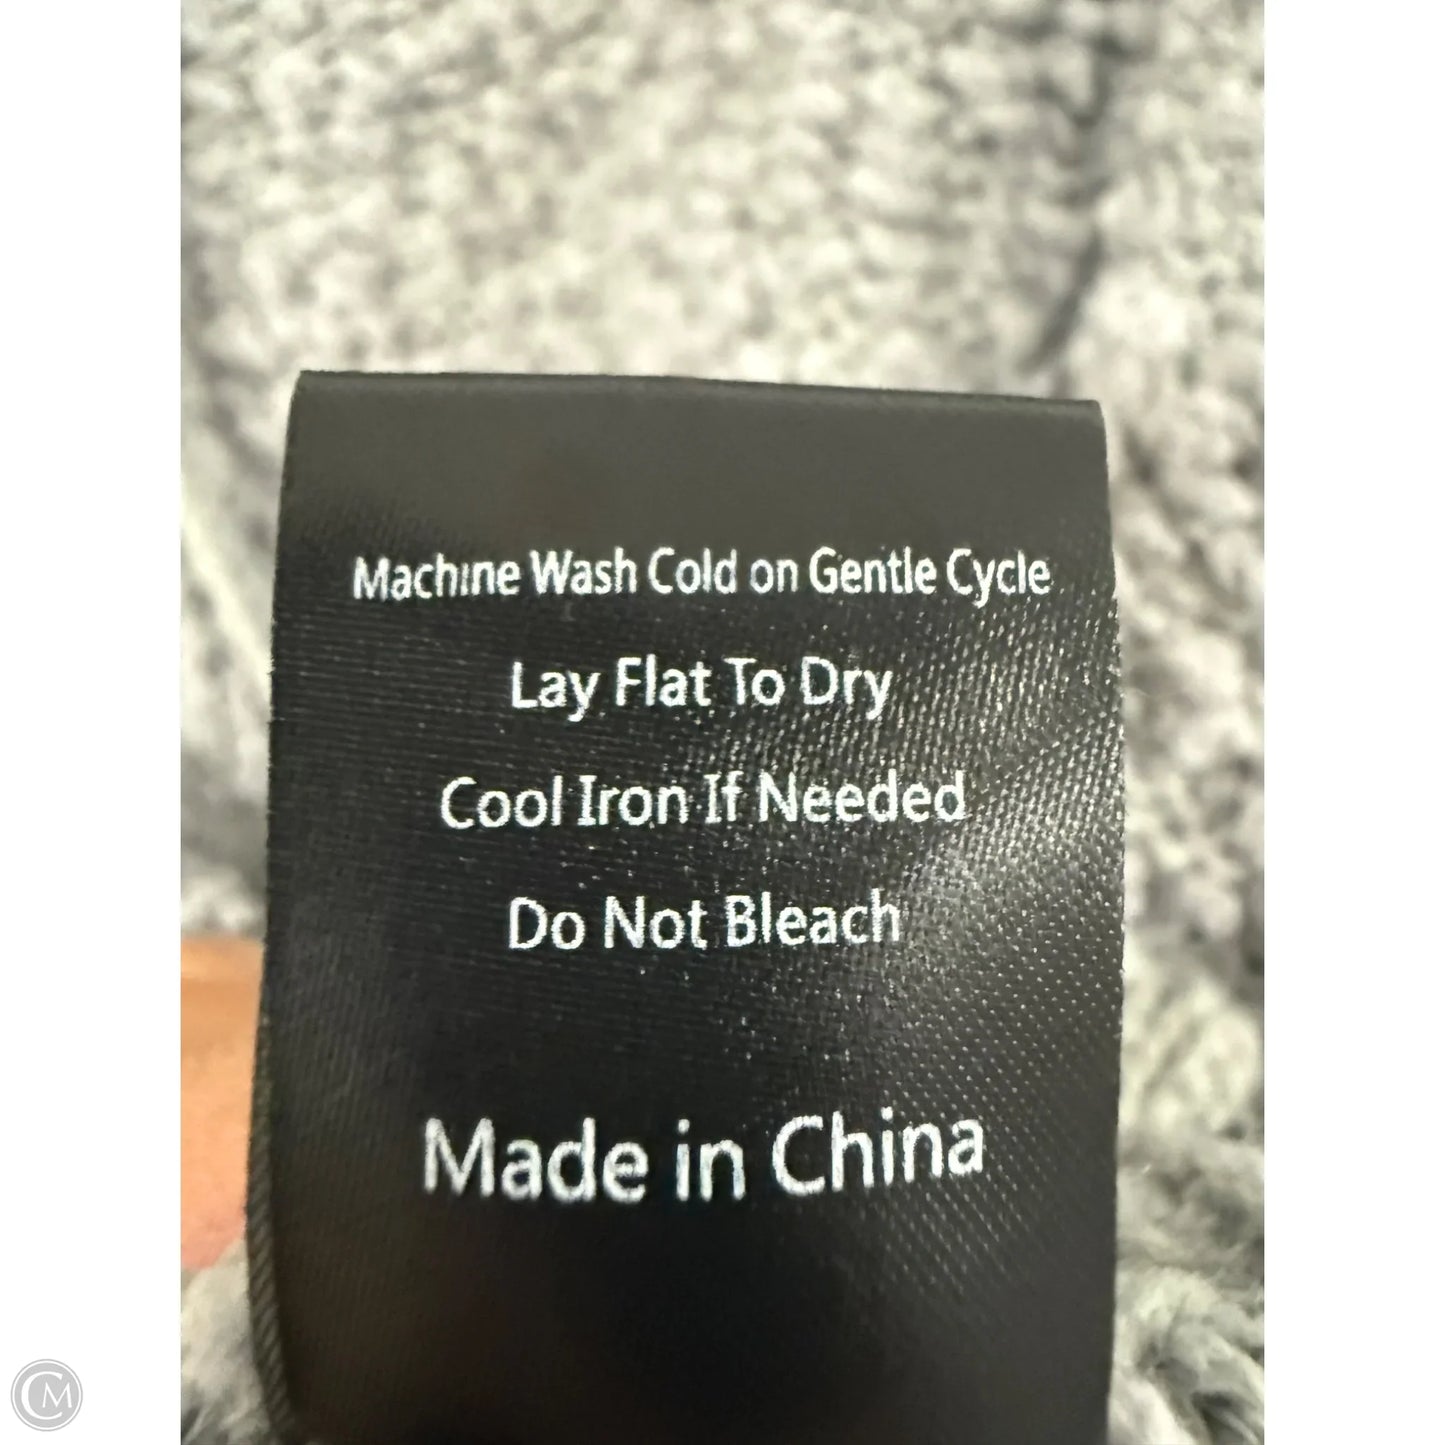 Machine Wash Cold on Gentle Cycle
Lay Flat To Dry
Cool Iron If Needed
Do Not Bleach
Made in China
CM